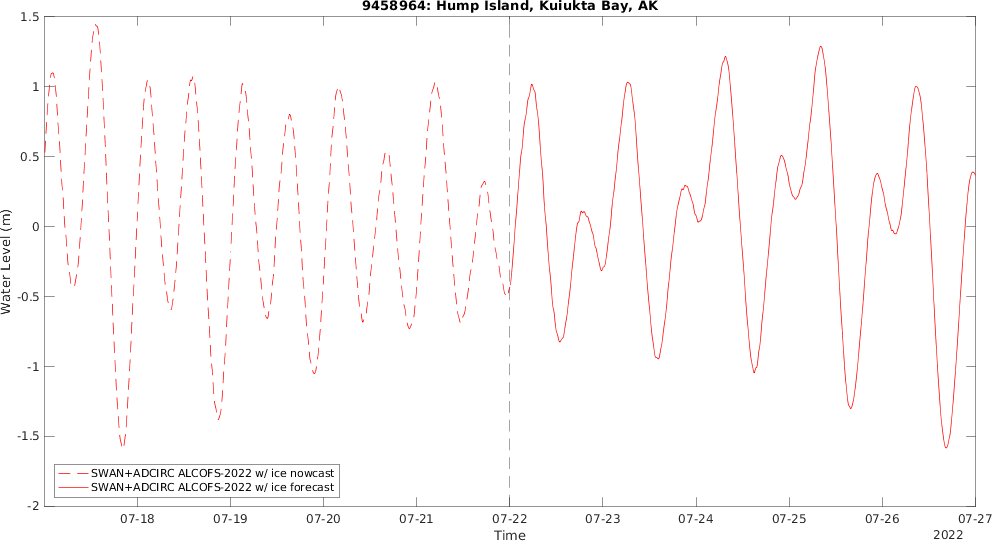 9458964: Hump Island, Kuiukta Bay, AK
1.5
1
0.5
0
-0.5
-1
-1.5
-2
Water Level (m)
SWAN+ADCIRC ALCOFS-2022 w/ ice nowcast
SWAN+ADCIRC ALCOFS-2022 w/ ice forecast
07-18 07-19 07-20 07-21 07-22 07-23 07-24 07-25 07-26 07-27
Time
2022